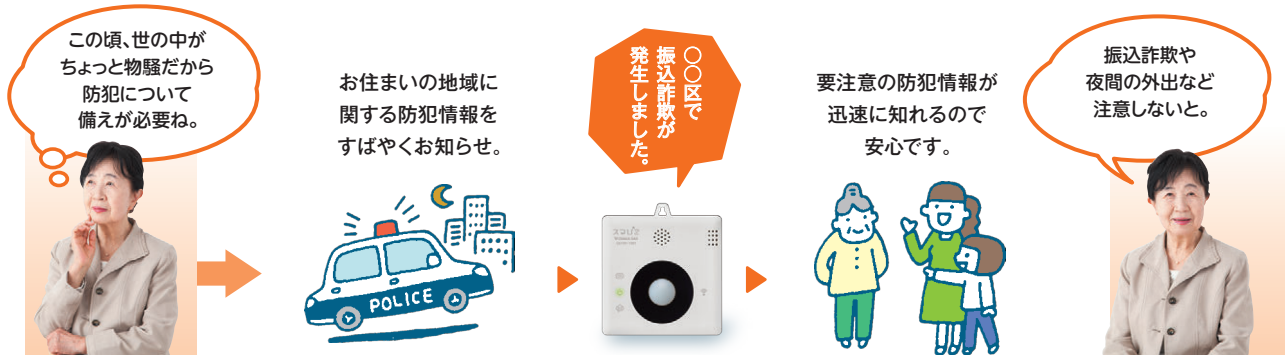 この頃、世の中が
ちょっと物騒だから
防犯について
備えが必要ね。
お住まいの地域に
関する防犯情報を
すばやくお知らせ。
POLICE
〇〇区で
振込詐欺が
発生しました。
要注意の防犯情報が
迅速に知れるので
安心です。
振込詐欺や
夜間の外出など
注意しないと。